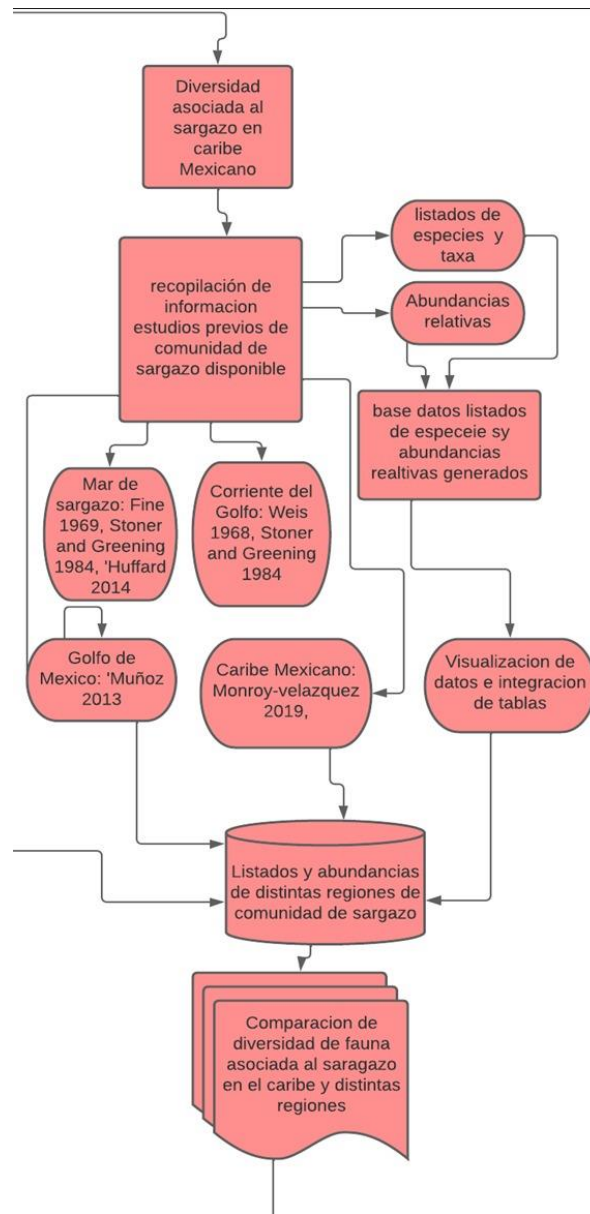 Diversidad
asociada al
sargazo en
caribe
Mexicano
listados de
especies y
taxa
recopilación de
informacion
estudios previos de
comunidad de
sargazo disponible
Abundancias
relativas
base datos listados
de especeie sy
abundancias
realtivas generados
Mar de
sargazo: Fine
1969, Stoner
and Greening
1984, 'Huffard
2014
Corriente del
Golfo: Weis
1968, Stoner
and Greening
1984
Golfo de
Mexico: 'Muñoz
2013
Caribe Mexicano:
Monroy-velazquez
2019,
Visualizacion de
datos e integracion
de tablas
Listados y abundancias
de distintas regiones de
comunidad de sargazo
Comparacion de
diversidad de fauna
asociada al saragazo
en el caribe y distintas
regiones